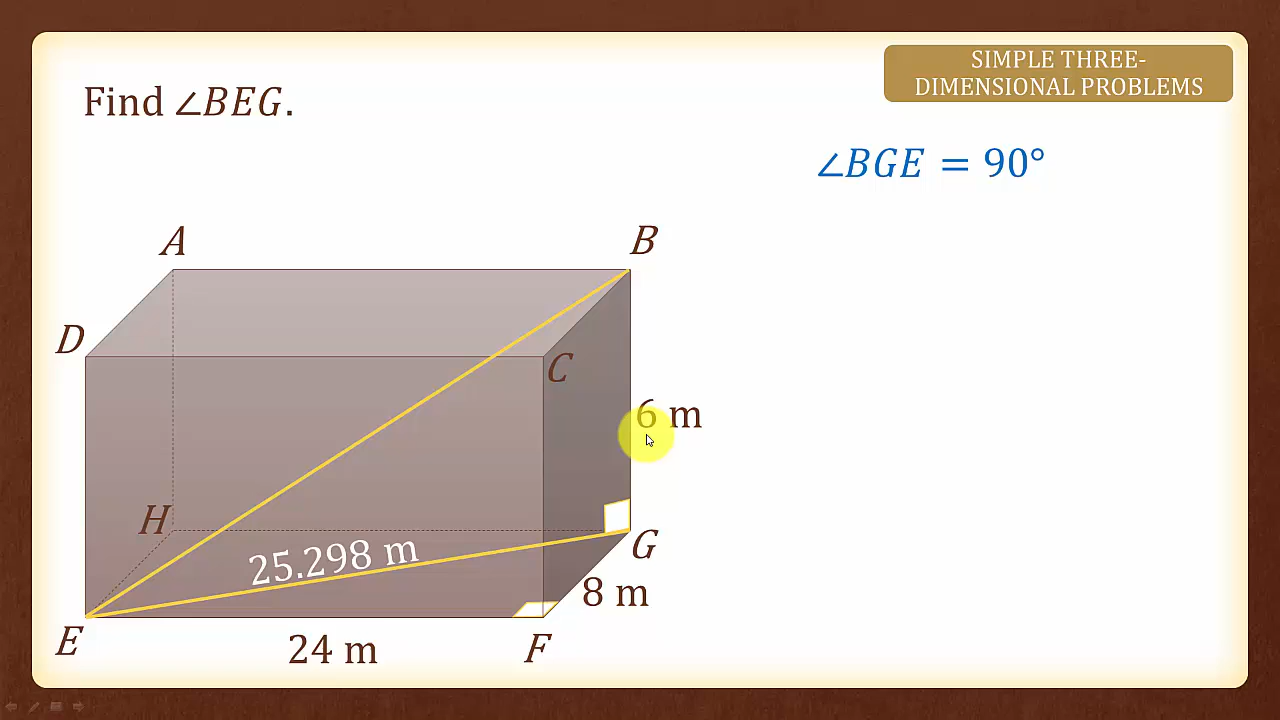 SIMPLE THREE-
DIMENSIONAL PROBLEMS
Find ∠BEG.
∠BGE = 90°
A
B
D
C
6 m
H
G
25.298 m
8 m
E
24 m
F